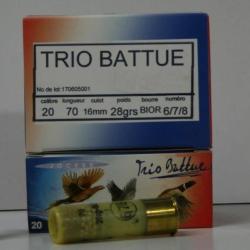 TRIO BATTUE
No de lot: 170605001
calibre longueur culot poids bourre numéro
20 70 16mm 28grs BIOR 6/7/8
JOCKER
Trio Battue
20